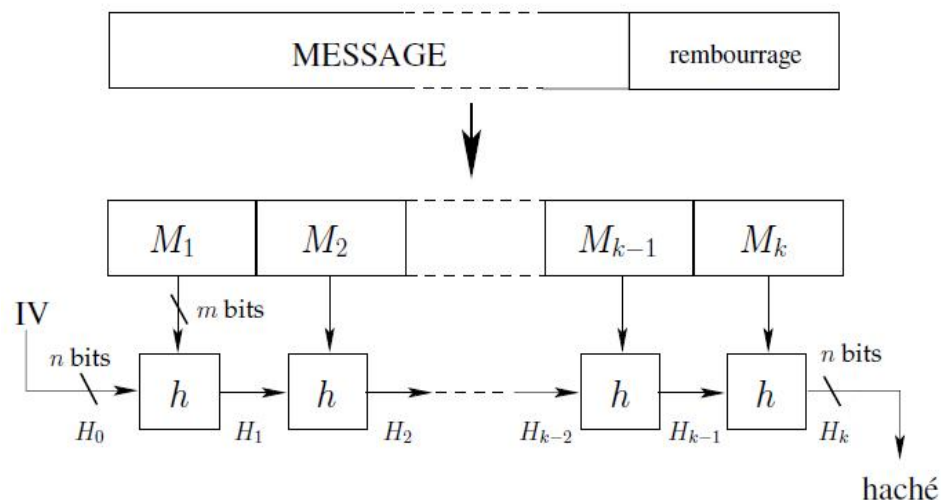 MESSAGE rembourrage
M₁ M₂ Mₖ₋₁ Mₖ
IV m bits
n bits h h h h n bits
H₀ H₁ H₂ Hₖ₋₂ Hₖ₋₁ Hₖ
haché